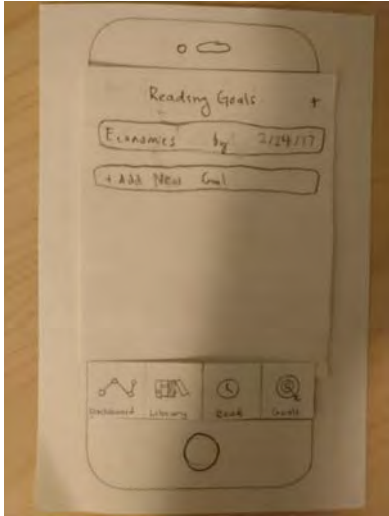 Reading Goals +
Economics by 2/24/17
+ Add New Goal
Dashboard Library Read Goals